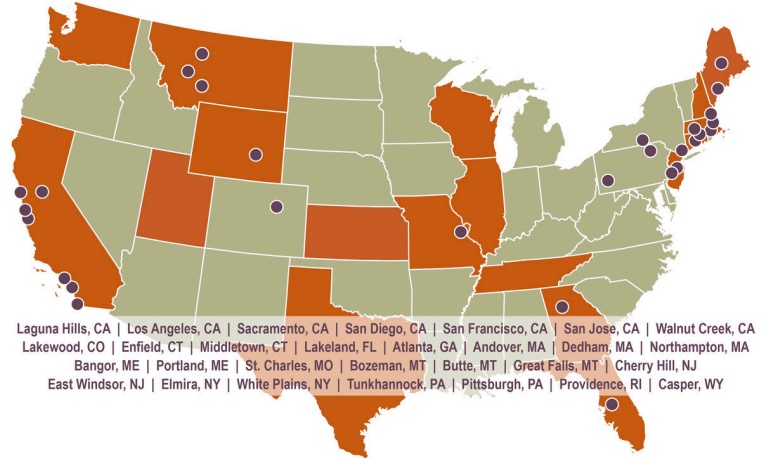 Laguna Hills, CA | Los Angeles, CA | Sacramento, CA | San Diego, CA | San Francisco, CA | San Jose, CA | Walnut Creek, CA
Lakewood, CO | Enfield, CT | Middletown, CT | Lakeland, FL | Atlanta, GA | Andover, MA | Dedham, MA | Northampton, MA
Bangor, ME | Portland, ME | St. Charles, MO | Bozeman, MT | Butte, MT | Great Falls, MT | Cherry Hill, NJ
East Windsor, NJ | Elmira, NY | White Plains, NY | Tunkhannock, PA | Pittsburgh, PA | Providence, RI | Casper, WY